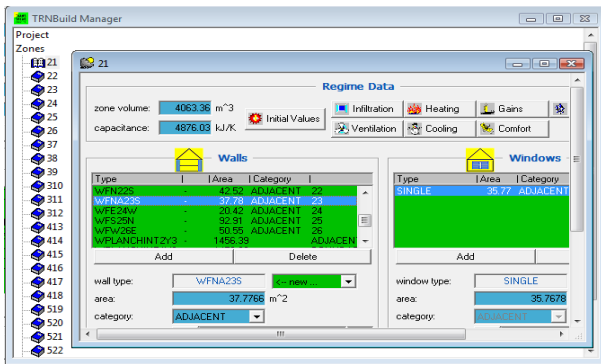 TRNBuild Manager
Project
Zones
21
22
23
24
25
26
37
38
39
310
311
312
413
414
415
416
417
418
519
520
521
522
21
Regime Data
zone volume: 4063.36 m^3 Initial Values Infiltration Heating Gains
capacitance: 4876.03 kJ/K Ventilation Cooling Comfort
Walls
Type | Area | Category |
WFN22S - 42.52 ADJACENT 22
WFNA23S - 37.78 ADJACENT 23
WFE24W - 20.42 ADJACENT 24
WFS25N - 92.91 ADJACENT 25
WFW26E - 50.55 ADJACENT 26
WPLANCHINT2Y3 - 1456.39 ADJACEN
Add Delete
wall type: WFNA23S <-- new ...
area: 37.7766 m^2
category: ADJACENT
Windows
Type | Area | Category
SINGLE 35.77 ADJACENT
Add
window type: SINGLE
area: 35.7678
category: ADJACENT